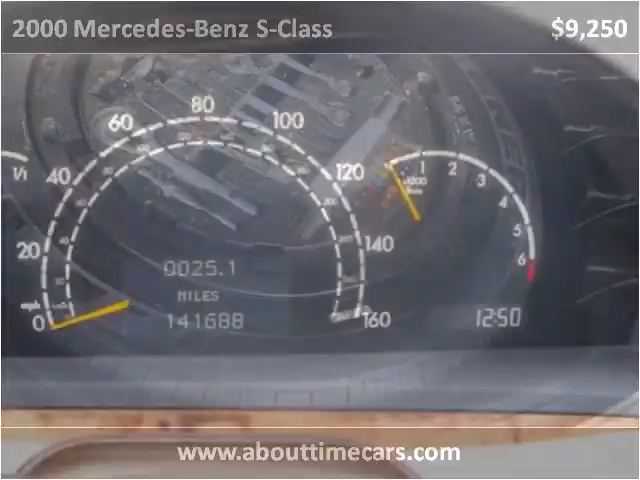 2000 Mercedes-Benz S-Class $9,250
80
60 100
40 120
1 2 3 4 5 6
20 140
0025.1
MILES
mph
0 141688 160 12:50
www.abouttimecars.com